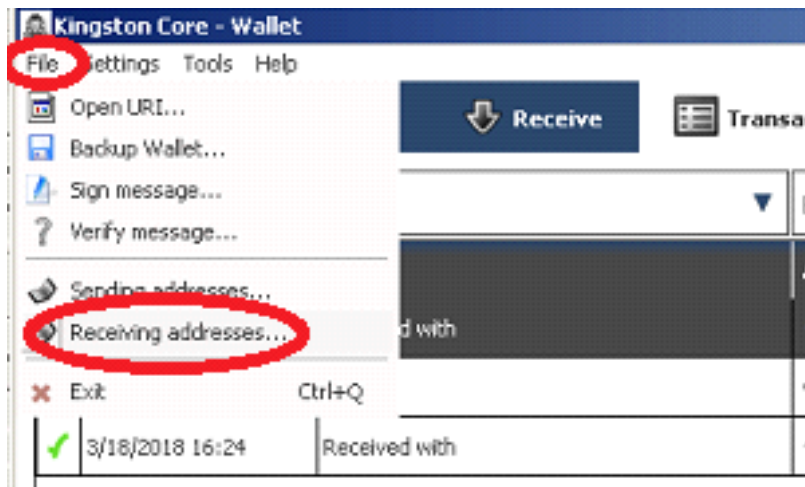 Kingston Core - Wallet
File Settings Tools Help
Open URI...
Receive
Backup Wallet...
Sign message...
Verify message...
Sending addresses...
Receiving addresses...
with
Exit Ctrl+Q
3/18/2018 16:24 Received with